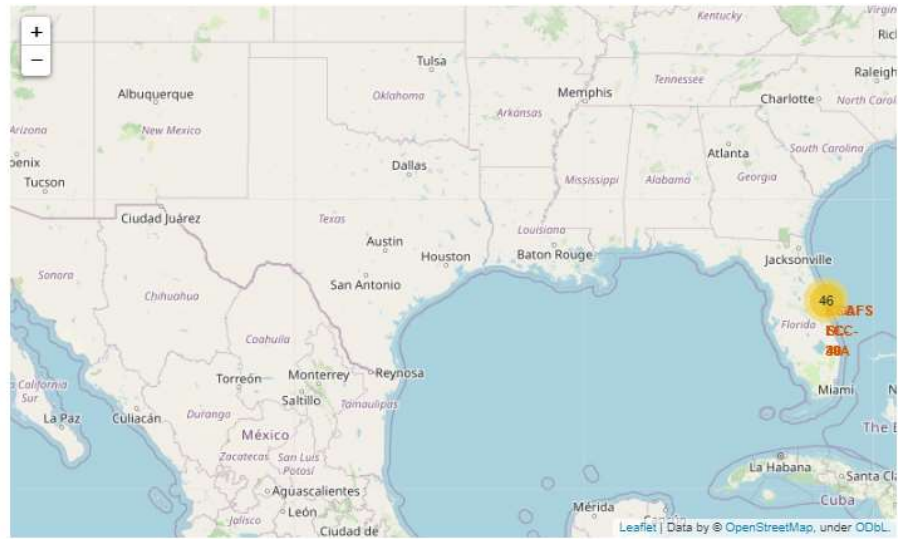 Kentucky
Virgin
+
Ric
−
Tulsa
Raleigh
Tennessee
Albuquerque
Oklahoma
Memphis
Charlotte
North Carol
Arkansas
Arizona
New Mexico
South Carolina
Atlanta
oenix
Dallas
Tucson
Mississippi
Alabama
Georgia
Ciudad Juárez
Texas
Louisiana
Austin
Houston
Baton Rouge
Jacksonville
Sonora
San Antonio
Chihuahua
46
AFS
Florida
Coahuila
Torreón
Monterrey
Reynosa
a California
Sur
Saltillo
Miami
N
Tamaulipas
La Paz
Culiacán
Durango
México
The B
Zacatecas
San Luis
Potosí
La Habana
Santa Cla
Aguascalientes
Cuba
León
Mérida
Jalisco
Ciudad de
Leaflet | Data by © OpenStreetMap, under ODbL.